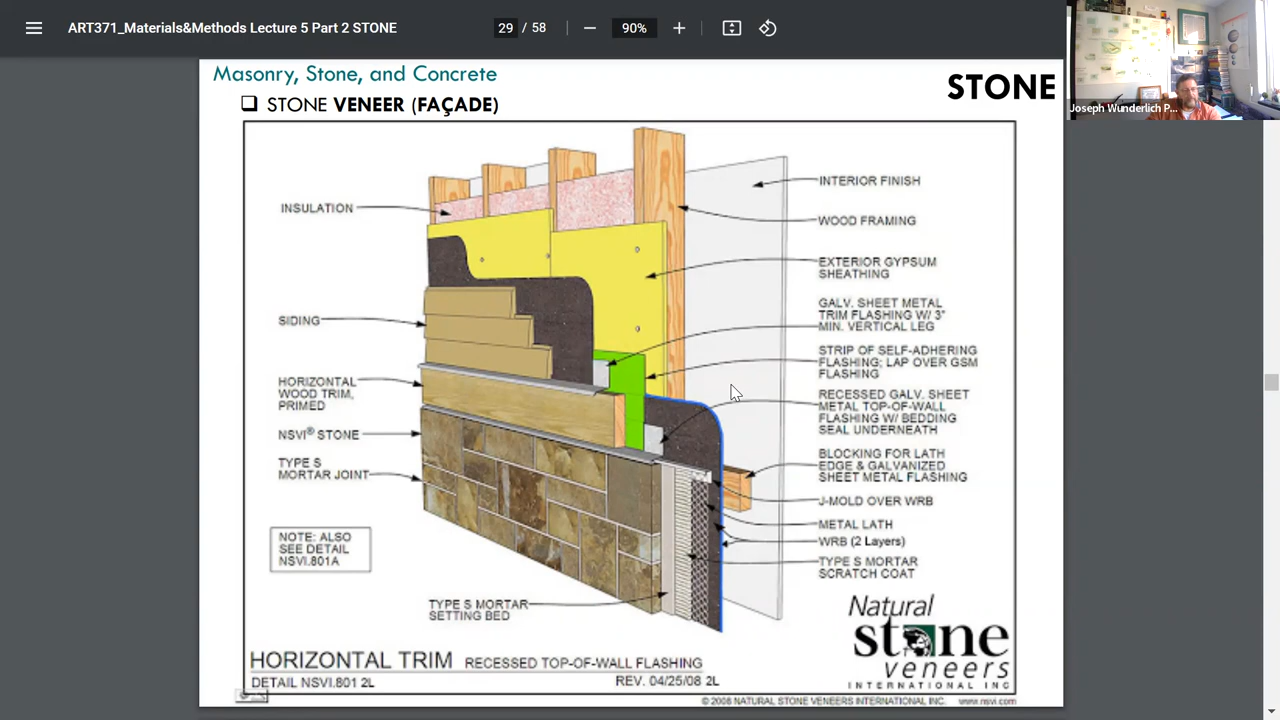 ART371_Materials&Methods Lecture 5 Part 2 STONE
29 / 58
90%
Joseph Wunderlich P...
Masonry, Stone, and Concrete
STONE
STONE VENEER (FAÇADE)
INSULATION
SIDING
HORIZONTAL
WOOD TRIM,
PRIMED
NSVI® STONE
TYPE S
MORTAR JOINT
NOTE: ALSO
SEE DETAIL
NSVI.801A
TYPE S MORTAR
SETTING BED
INTERIOR FINISH
WOOD FRAMING
EXTERIOR GYPSUM
SHEATHING
GALV. SHEET METAL
TRIM FLASHING W/ 3"
MIN. VERTICAL LEG
STRIP OF SELF-ADHERING
FLASHING; LAP OVER GSM
FLASHING
RECESSED GALV. SHEET
METAL TOP-OF-WALL
FLASHING W/ BEDDING
SEAL UNDERNEATH
BLOCKING FOR LATH
EDGE & GALVANIZED
SHEET METAL FLASHING
J-MOLD OVER WRB
METAL LATH
WRB (2 Layers)
TYPE S MORTAR
SCRATCH COAT
Natural
stone
veneers
INTERNATIONAL INC
HORIZONTAL TRIM RECESSED TOP-OF-WALL FLASHING
DETAIL NSVI.801 2L REV. 04/25/08 2L
© 2008 NATURAL STONE VENEERS INTERNATIONAL INC. www.nsvi.com